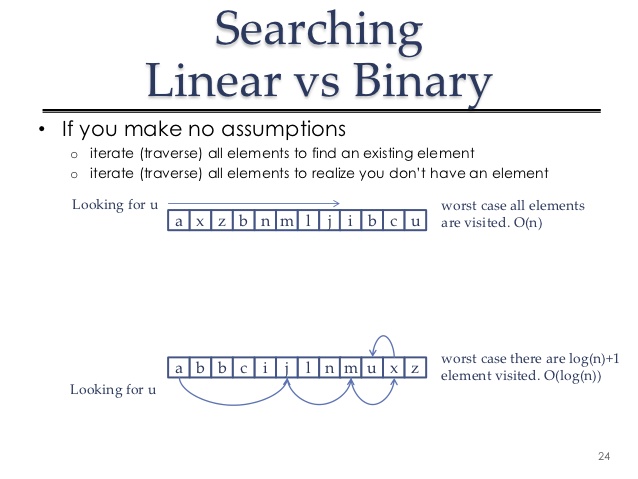 Searching
Linear vs Binary
• If you make no assumptions
o iterate (traverse) all elements to find an existing element
o iterate (traverse) all elements to realize you don't have an element
Looking for u
a x z b n m l j i b c u
worst case all elements
are visited. O(n)
a b b c i j l n m u x z
worst case there are log(n)+1
element visited. O(log(n))
Looking for u
24